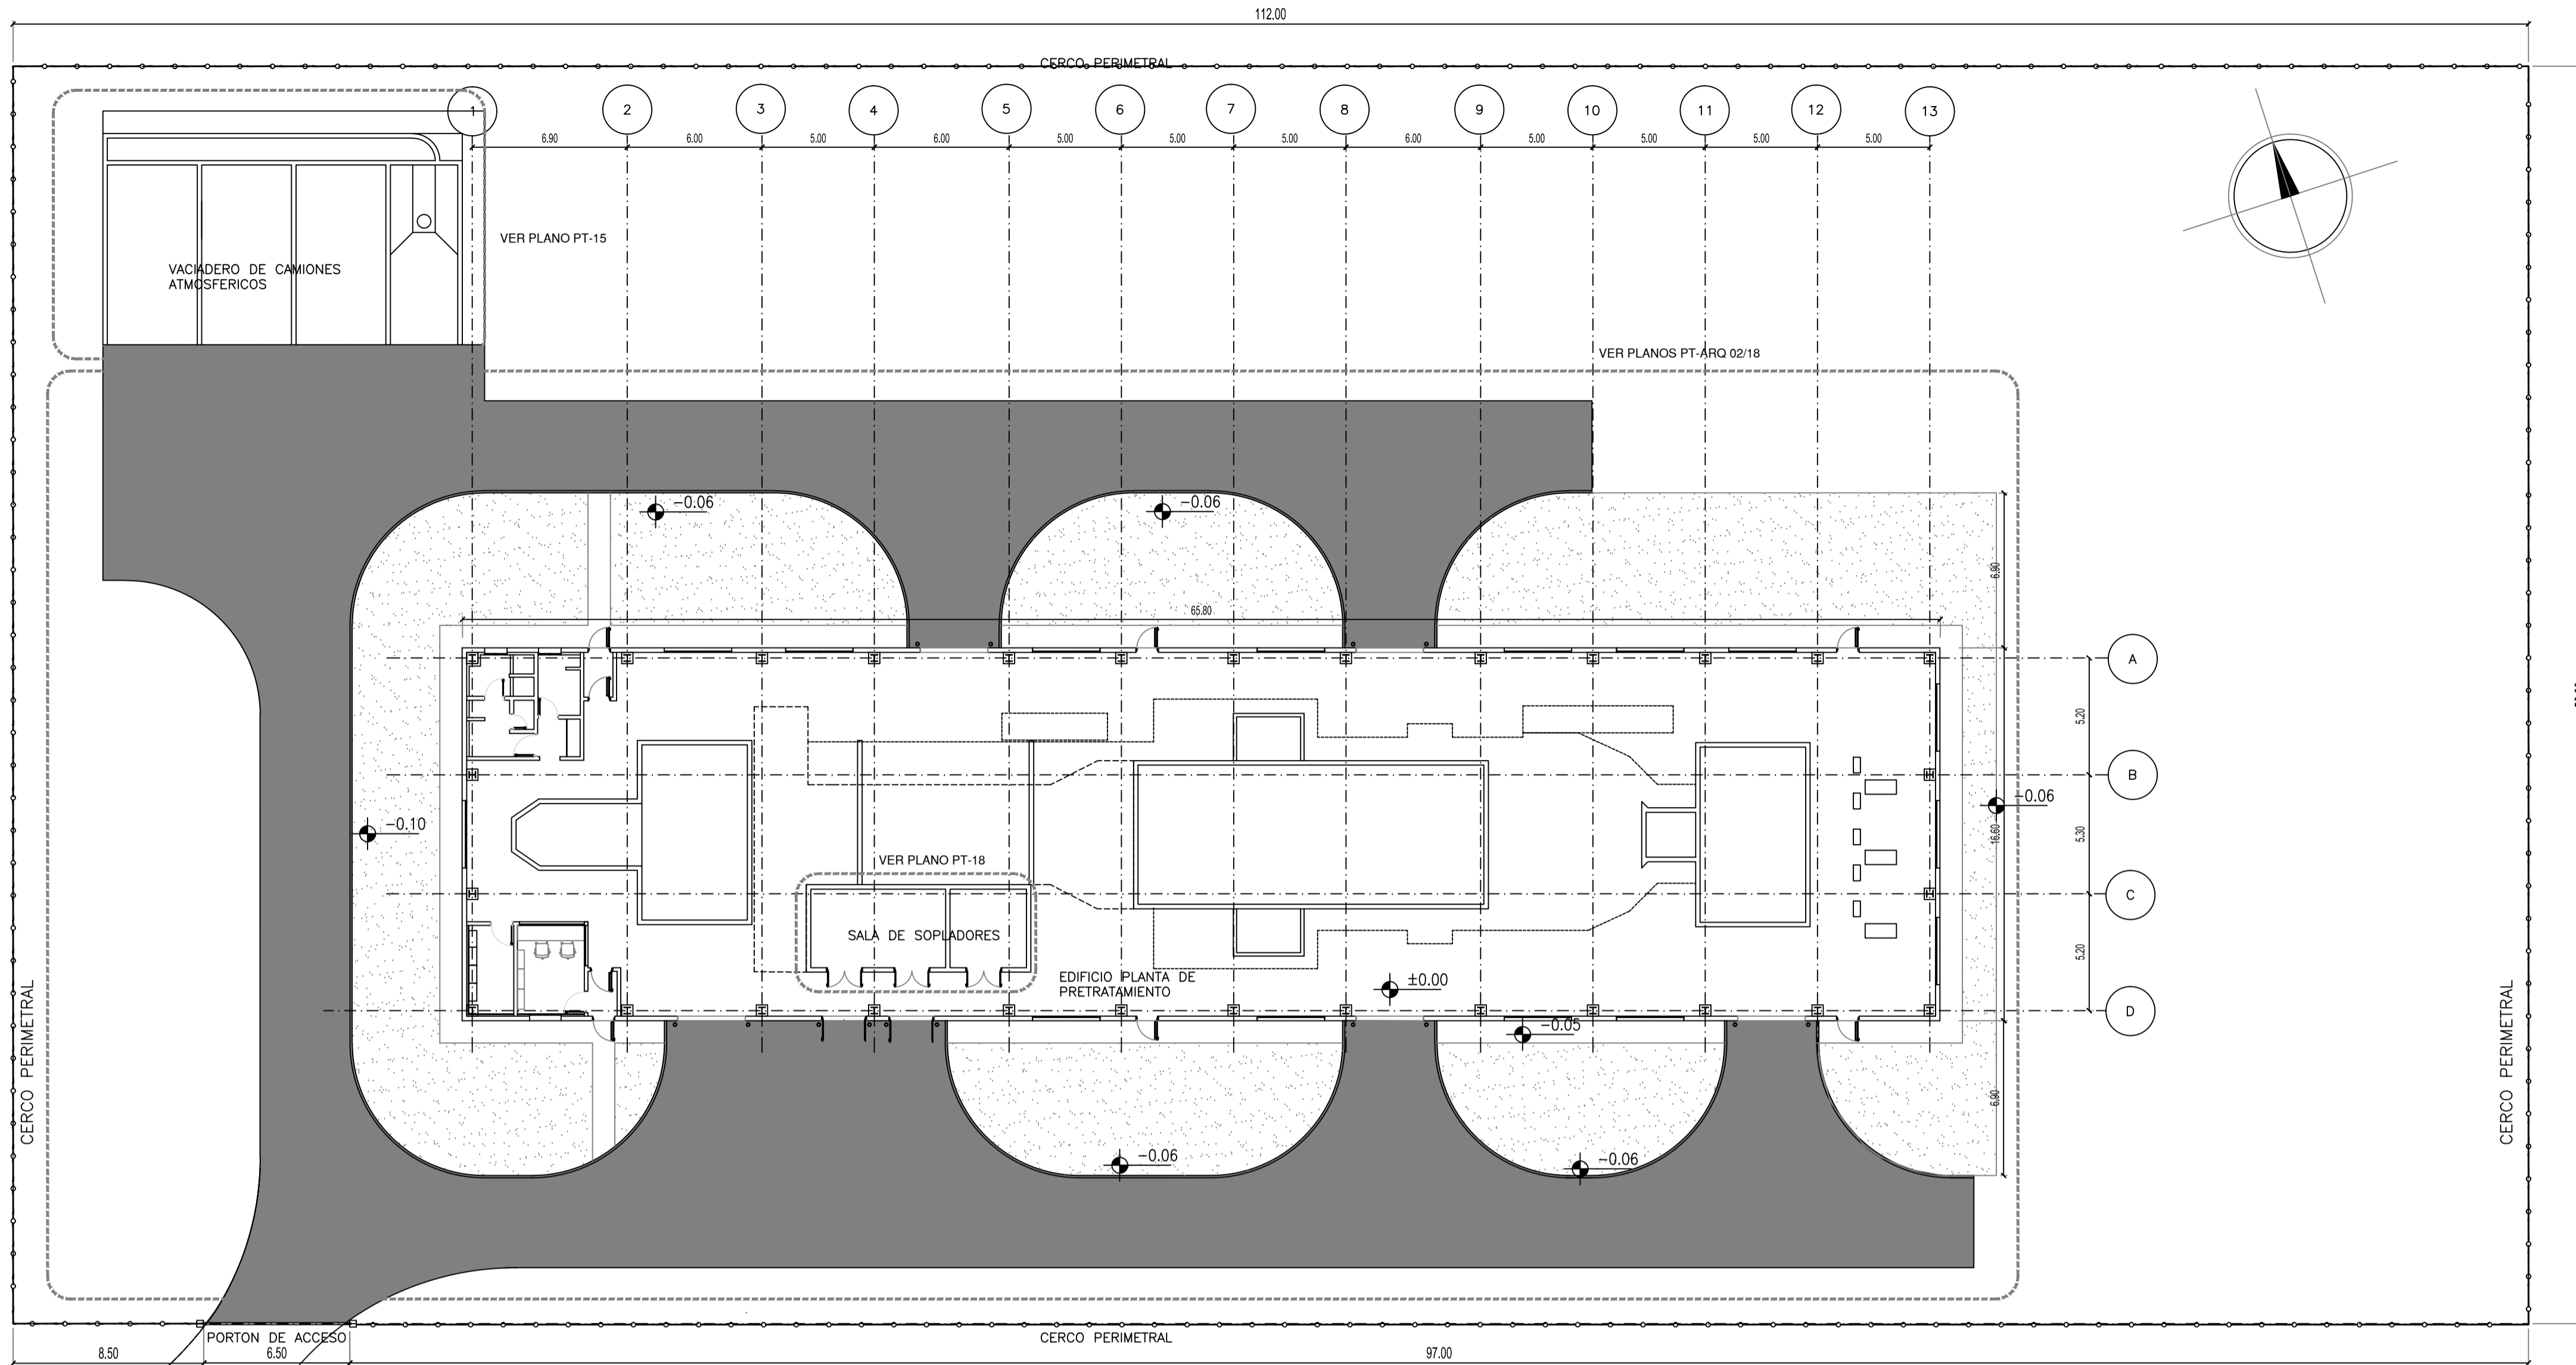 112.00
CERCO PERIMETRAL
1
2
3
4
5
6
7
8
9
10
11
12
13
6.90
6.00
5.00
6.00
5.00
5.00
5.00
6.00
5.00
5.00
5.00
5.00
VER PLANO PT-15
VACIADERO DE CAMIONES
ATMOSFERICOS
VER PLANOS PT-ARQ 02/18
-0.06
-0.06
6.90
65.80
A
5.20
B
-0.06
-0.10
16.60
5.30
VER PLANO PT-18
C
SALA DE SOPLADORES
5.20
EDIFICIO PLANTA DE
PRETRATAMIENTO
±0.00
D
-0.05
CERCO PERIMETRAL
CERCO PERIMETRAL
6.90
-0.06
-0.06
PORTON DE ACCESO
CERCO PERIMETRAL
8.50
6.50
97.00